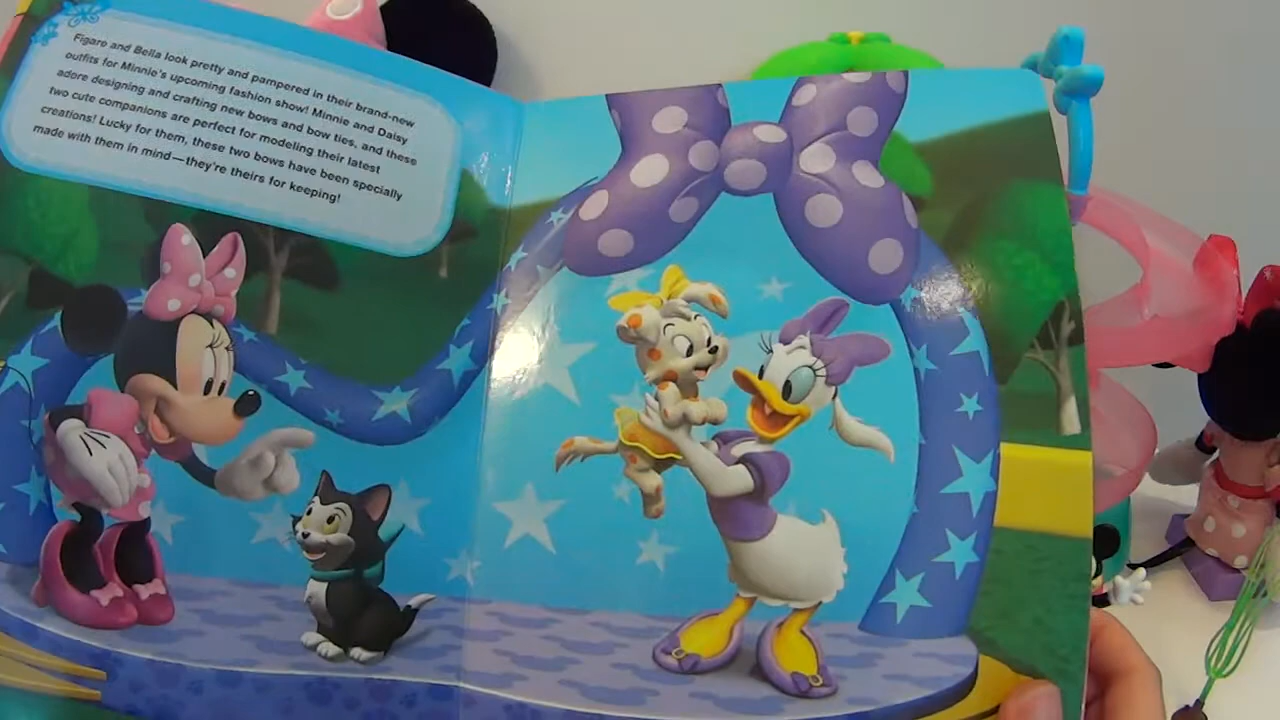 Figaro and Bella look pretty and pampered in their brand-new
outfits for Minnie's upcoming fashion show! Minnie and Daisy
adore designing and crafting new bows and bow ties, and these
two cute companions are perfect for modeling their latest
creations! Lucky for them, these two bows have been specially
made with them in mind—they're theirs for keeping!